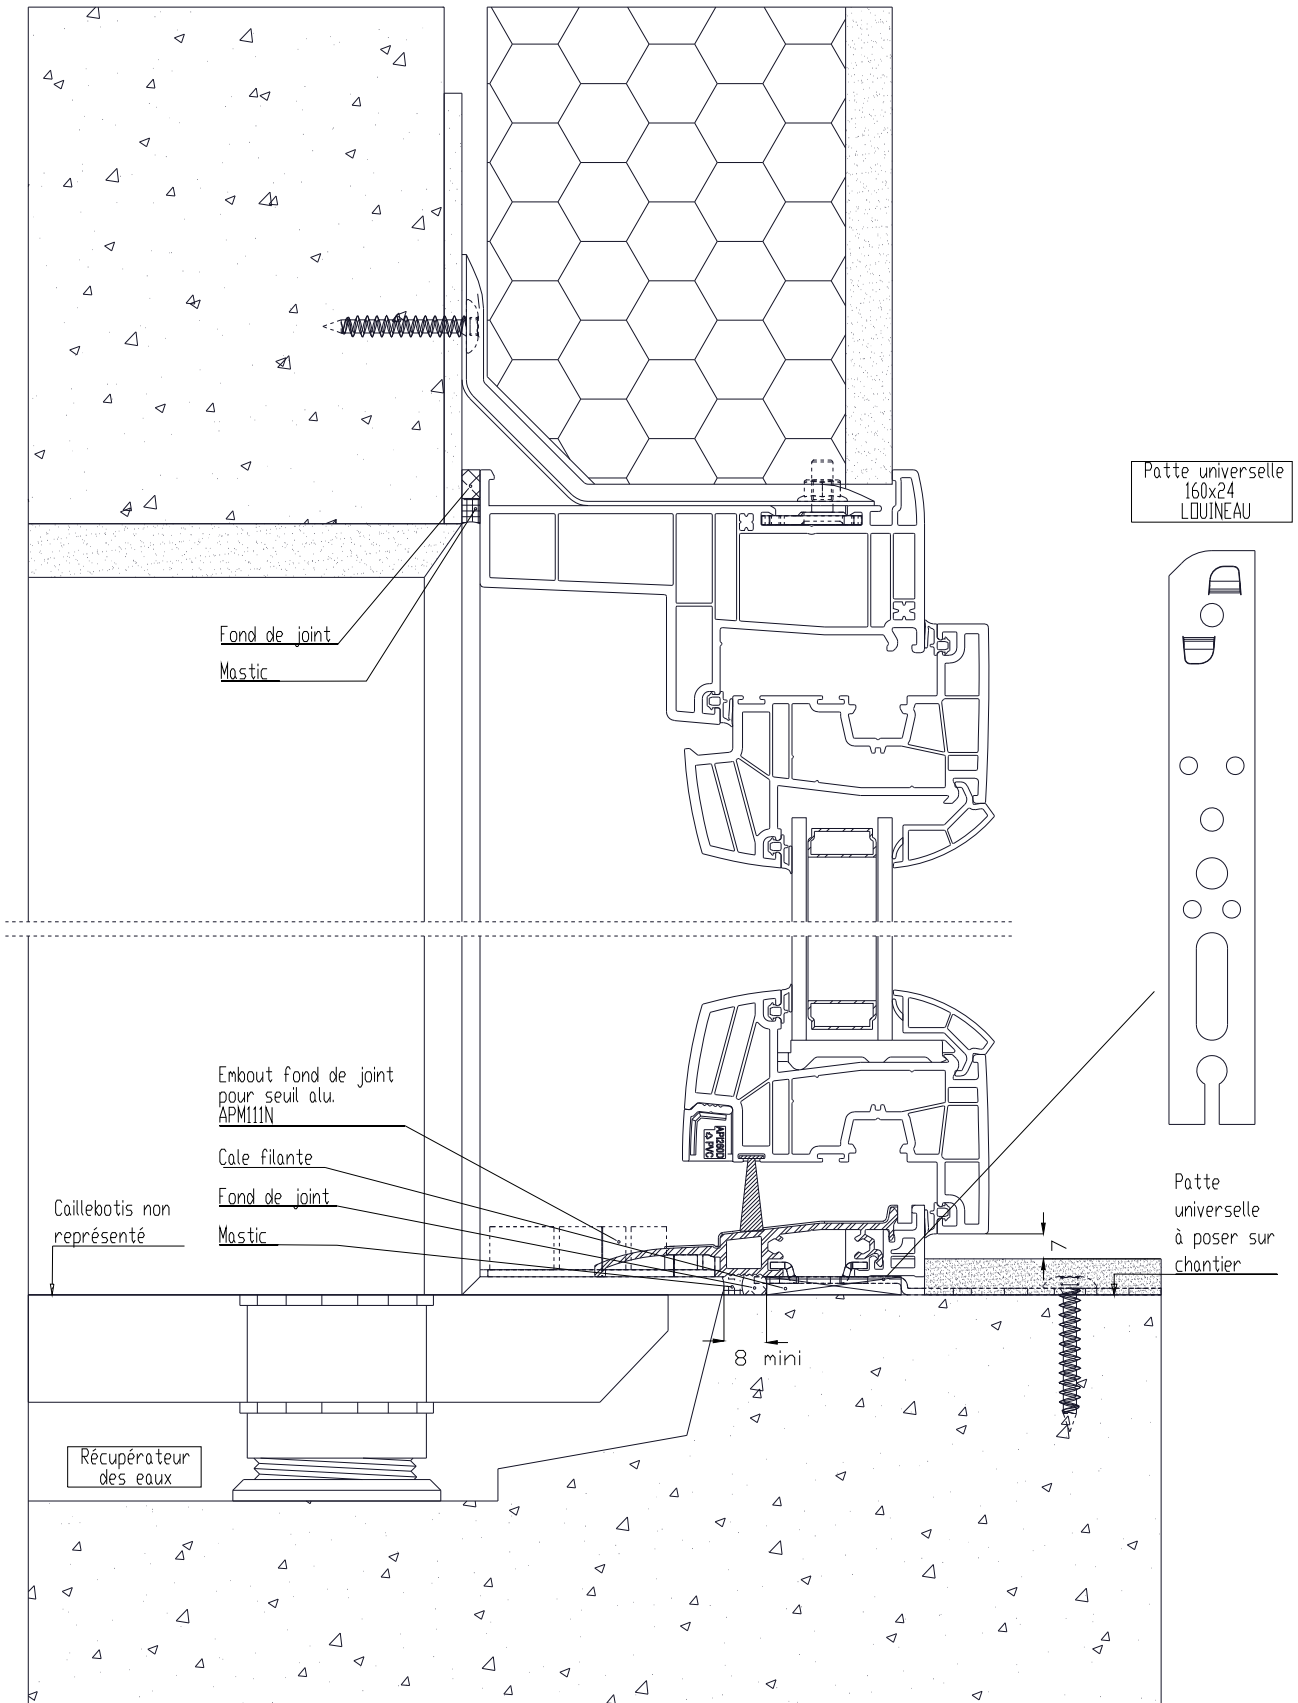 Patte universelle
160x24
LOUINEAU
Fond de joint
Mastic
Embout fond de joint
pour seuil alu.
APM111N
Cale filante
Fond de joint
Mastic
Caillebotis non
représenté
Patte
universelle
à poser sur
chantier
7
8 mini
Récupérateur
des eaux